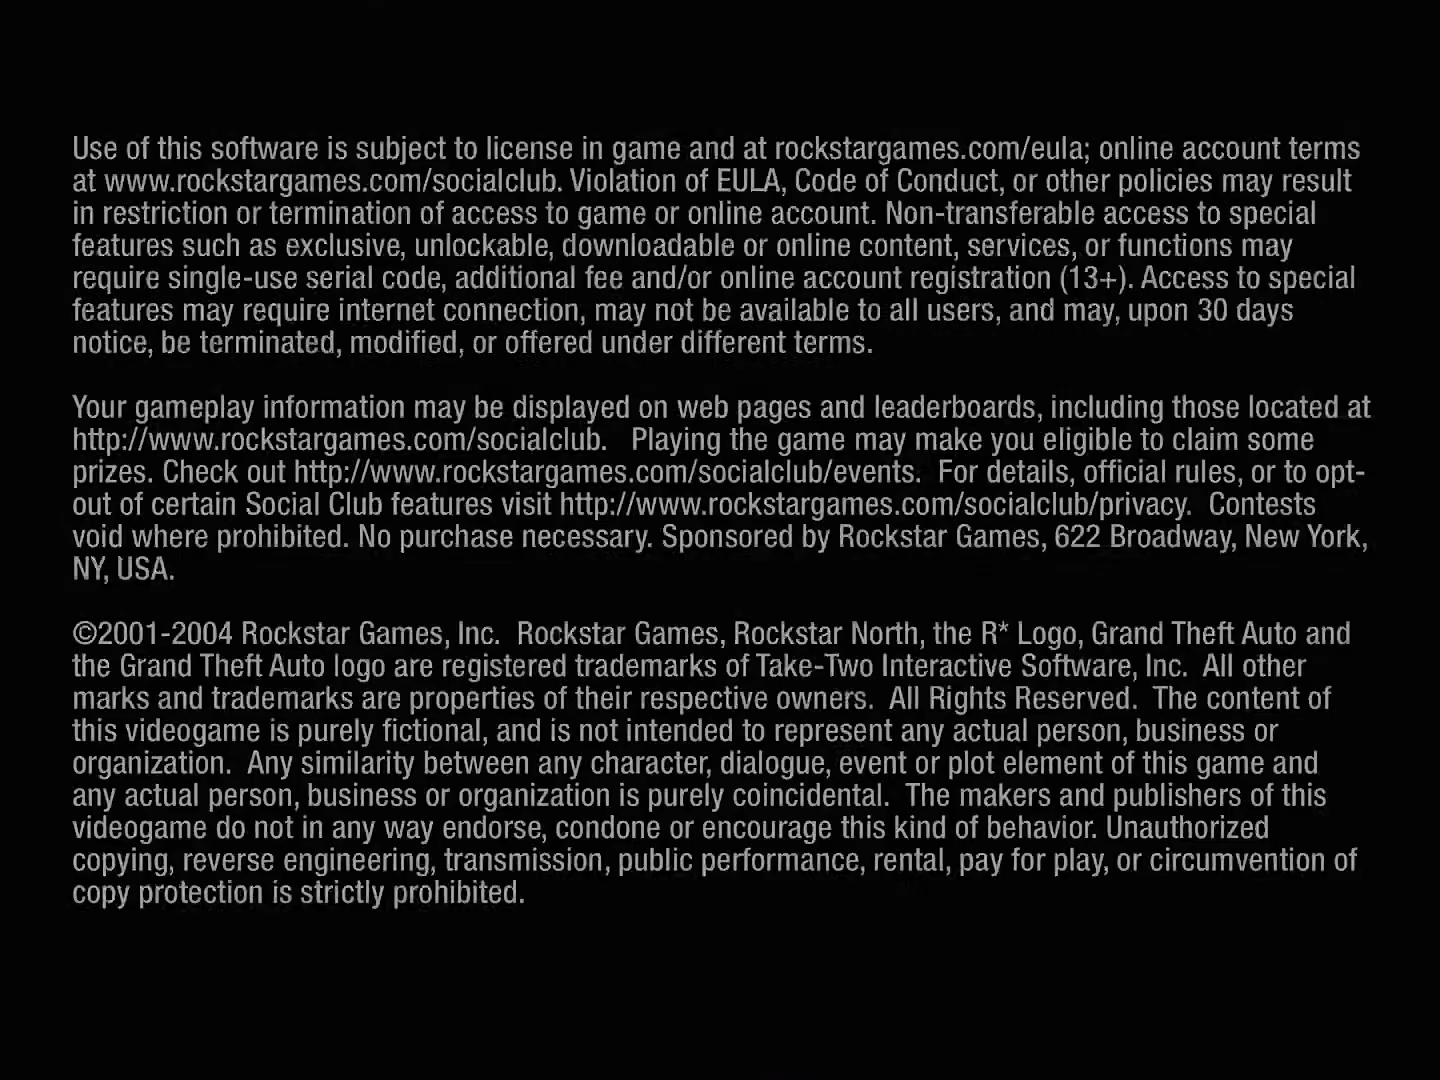 Use of this software is subject to license in game and at rockstargames.com/eula; online account terms
at www.rockstargames.com/socialclub. Violation of EULA, Code of Conduct, or other policies may result
in restriction or termination of access to game or online account. Non-transferable access to special
features such as exclusive, unlockable, downloadable or online content, services, or functions may
require single-use serial code, additional fee and/or online account registration (13+). Access to special
features may require internet connection, may not be available to all users, and may, upon 30 days
notice, be terminated, modified, or offered under different terms.
Your gameplay information may be displayed on web pages and leaderboards, including those located at
http://www.rockstargames.com/socialclub.   Playing the game may make you eligible to claim some
prizes. Check out http://www.rockstargames.com/socialclub/events.  For details, official rules, or to opt-
out of certain Social Club features visit http://www.rockstargames.com/socialclub/privacy.  Contests
void where prohibited. No purchase necessary. Sponsored by Rockstar Games, 622 Broadway, New York,
NY, USA.
©2001-2004 Rockstar Games, Inc.  Rockstar Games, Rockstar North, the R* Logo, Grand Theft Auto and
the Grand Theft Auto logo are registered trademarks of Take-Two Interactive Software, Inc.  All other
marks and trademarks are properties of their respective owners.  All Rights Reserved.  The content of
this videogame is purely fictional, and is not intended to represent any actual person, business or
organization.  Any similarity between any character, dialogue, event or plot element of this game and
any actual person, business or organization is purely coincidental.  The makers and publishers of this
videogame do not in any way endorse, condone or encourage this kind of behavior. Unauthorized
copying, reverse engineering, transmission, public performance, rental, pay for play, or circumvention of
copy protection is strictly prohibited.